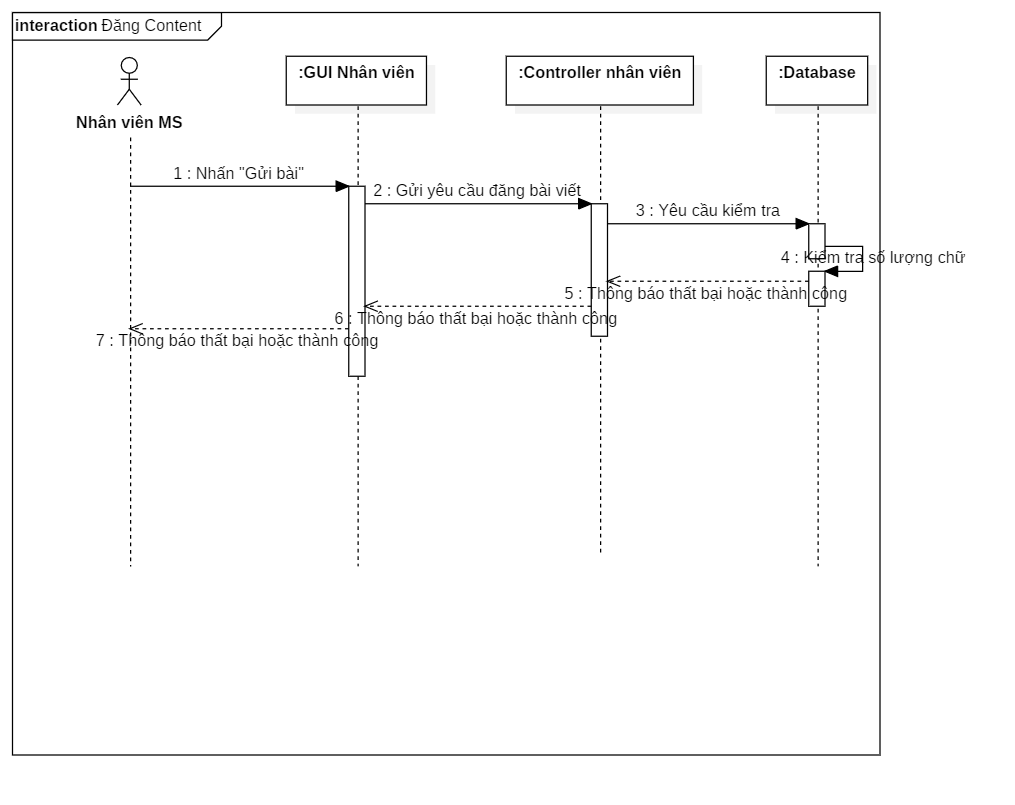 interaction Đăng Content
:GUI Nhân viên
:Controller nhân viên
:Database
Nhân viên MS
1 : Nhấn "Gửi bài"
2 : Gửi yêu cầu đăng bài viết
3 : Yêu cầu kiểm tra
4 : Kiểm tra số lượng chữ
5 : Thông báo thất bại hoặc thành công
6 : Thông báo thất bại hoặc thành công
7 : Thông báo thất bại hoặc thành công